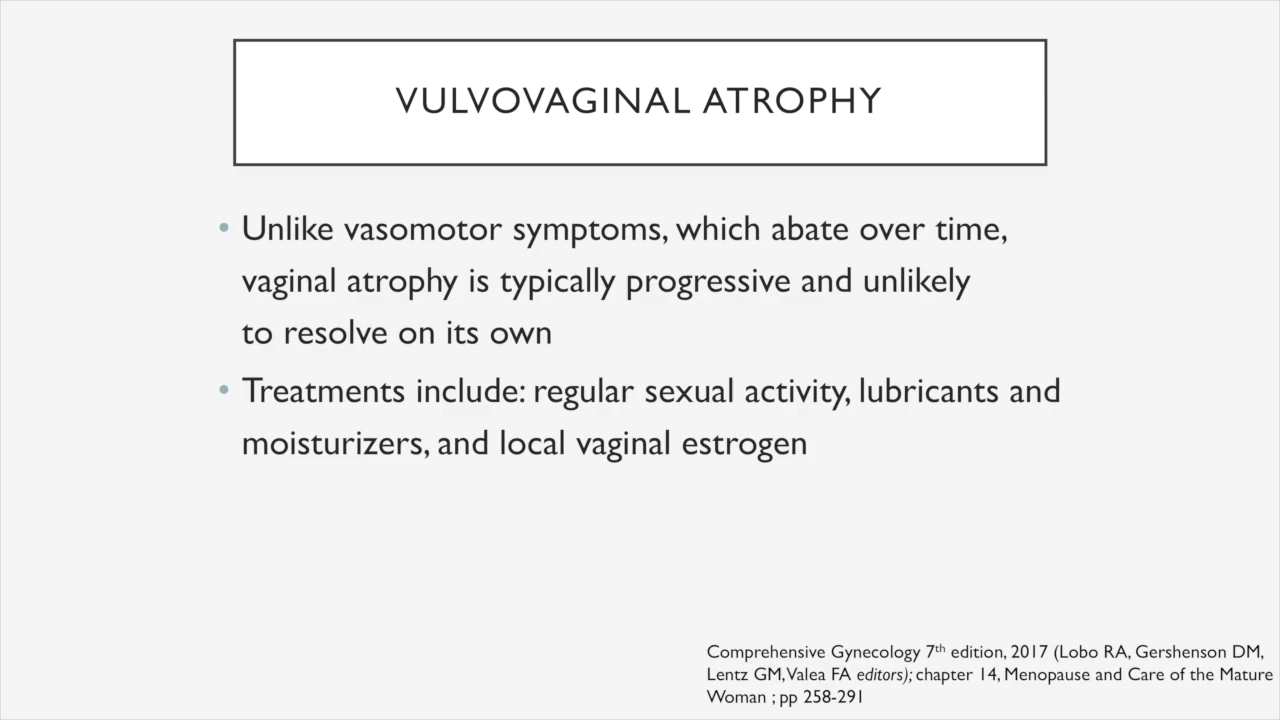 VULVOVAGINAL ATROPHY
• Unlike vasomotor symptoms, which abate over time,
vaginal atrophy is typically progressive and unlikely
to resolve on its own
• Treatments include: regular sexual activity, lubricants and
moisturizers, and local vaginal estrogen
Comprehensive Gynecology 7th edition, 2017 (Lobo RA, Gershenson DM,
Lentz GM, Valea FA editors); chapter 14, Menopause and Care of the Mature
Woman ; pp 258-291